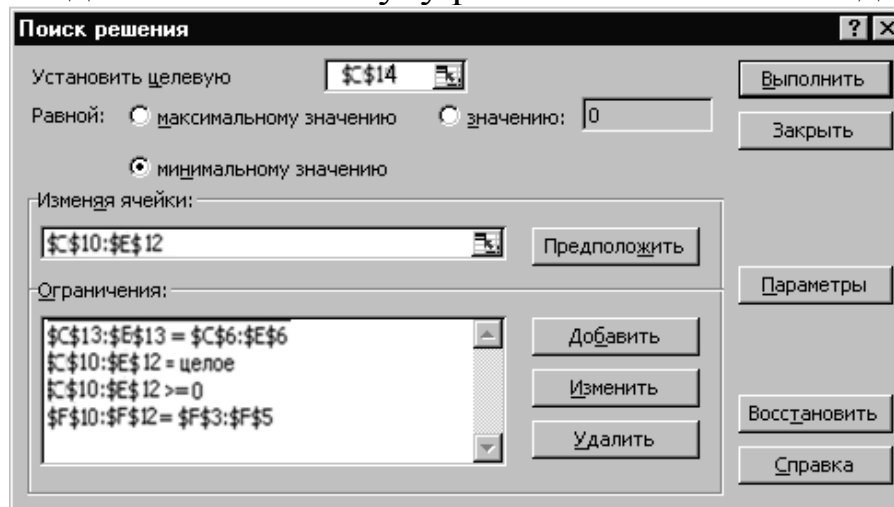 Поиск решения
Установить целевую $C$14
Выполнить
Равной: максимальному значению значению: 0
Закрыть
минимальному значению
Изменяя ячейки:
$C$10:$E$12
Предположить
Параметры
Ограничения:
$C$13:$E$13 = $C$6:$E$6
$C$10:$E$12 = целое
$C$10:$E$12 >= 0
$F$10:$F$12 = $F$3:$F$5
Добавить
Изменить
Удалить
Восстановить
Справка